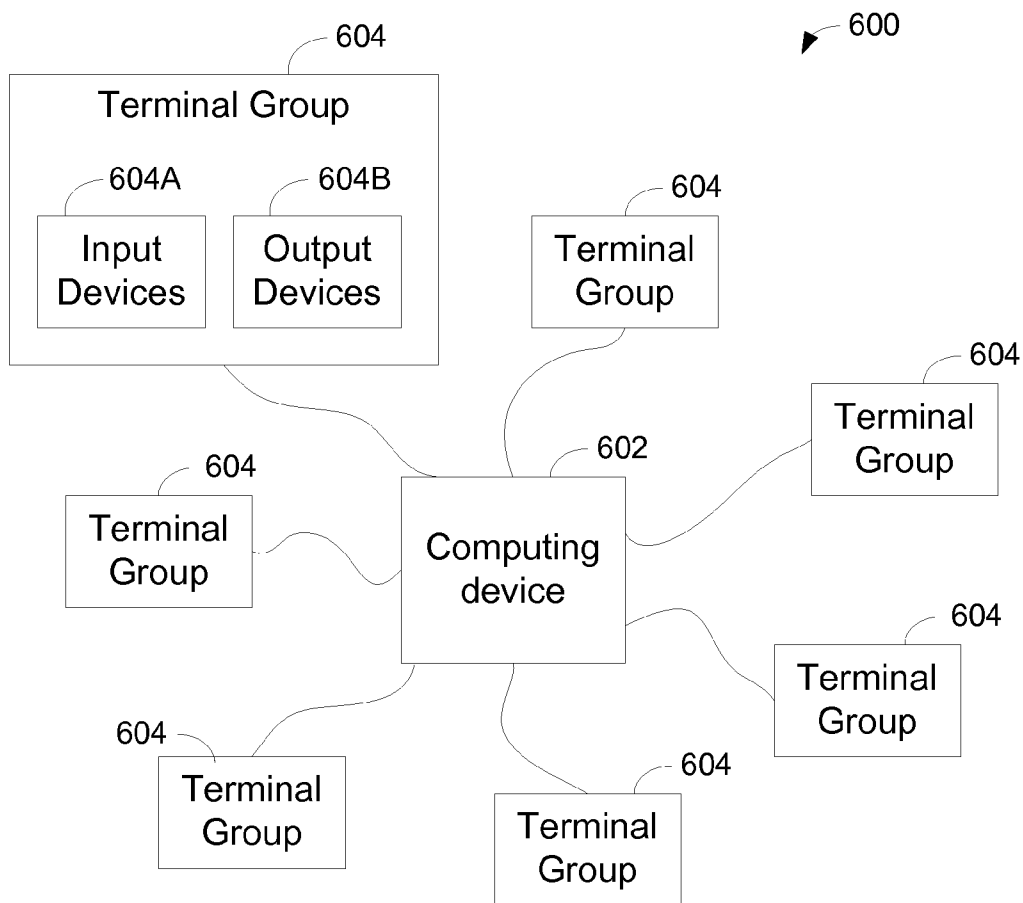 600
604
Terminal Group
604A
604B
Input
Devices
Output
Devices
604
Terminal
Group
604
Terminal
Group
604
Terminal
Group
602
Computing
device
604
Terminal
Group
604
Terminal
Group
604
Terminal
Group